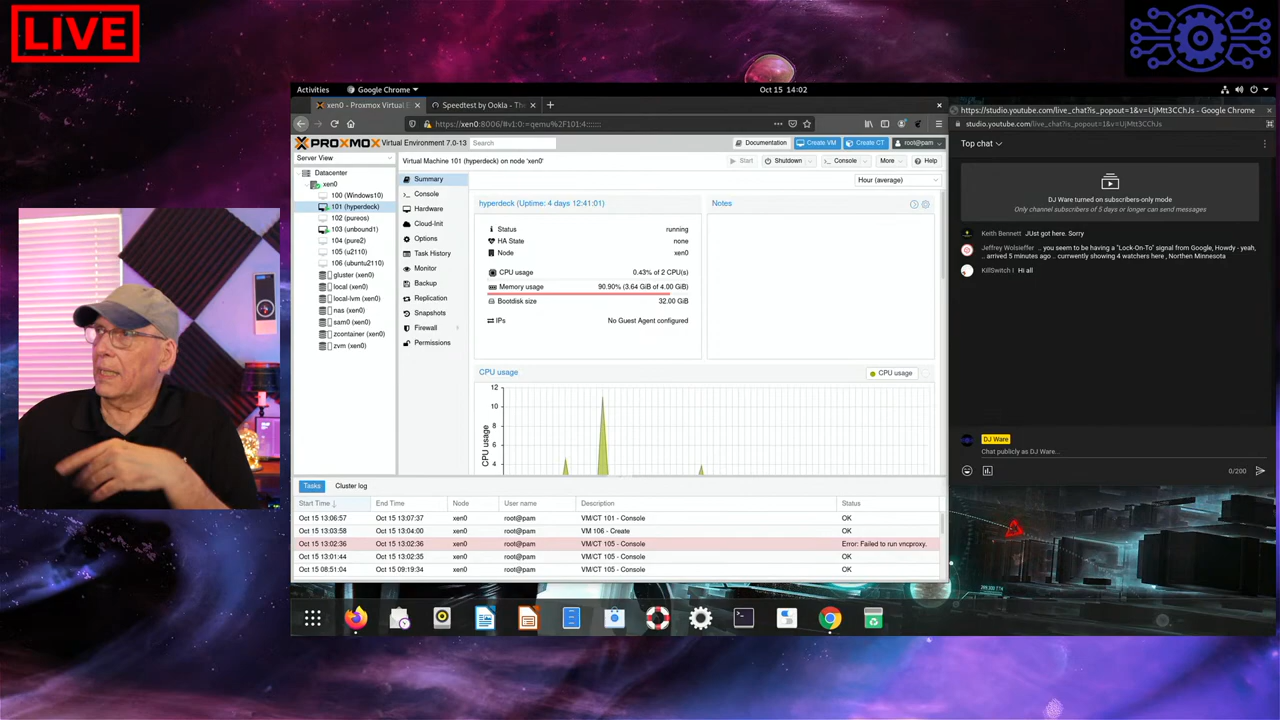 LIVE
Activities
Google Chrome
Oct 15 14:02
xen0 - Proxmox Virtual E
Speedtest by Ookla - The
https://xen0:8006/#v1:0:=qemu%2F101:4:::::::
PROXMOX Virtual Environment 7.0-13
Search
Documentation
Create VM
Create CT
root@pam
Server View
Virtual Machine 101 (hyperdeck) on node 'xen0'
Start
Shutdown
Console
More
Help
Datacenter
xen0
100 (Windows10)
101 (hyperdeck)
102 (pureos)
103 (unbound1)
104 (pure2)
105 (u2110)
106 (ubuntu2110)
gluster (xen0)
local (xen0)
local-lvm (xen0)
nas (xen0)
sam0 (xen0)
zcontainer (xen0)
zvm (xen0)
Summary
Console
Hardware
Cloud-Init
Options
Task History
Monitor
Backup
Replication
Snapshots
Firewall
Permissions
Hour (average)
hyperdeck (Uptime: 4 days 12:41:01)
Status running
HA State none
Node xen0
CPU usage 0.43% of 2 CPU(s)
Memory usage 90.90% (3.64 GiB of 4.00 GiB)
Bootdisk size 32.00 GiB
IPs No Guest Agent configured
Notes
CPU usage
CPU usage
12
10
8
6
4
CPU usage
Tasks
Cluster log
Start Time End Time Node User name Description Status
Oct 15 13:06:57 Oct 15 13:07:37 xen0 root@pam VM/CT 101 - Console OK
Oct 15 13:03:58 Oct 15 13:04:00 xen0 root@pam VM 106 - Create OK
Oct 15 13:02:36 Oct 15 13:02:36 xen0 root@pam VM/CT 105 - Console Error: Failed to run vncproxy.
Oct 15 13:01:44 Oct 15 13:02:35 xen0 root@pam VM/CT 105 - Console OK
Oct 15 08:51:04 Oct 15 09:19:34 xen0 root@pam VM/CT 105 - Console OK
https://studio.youtube.com/live_chat?is_popout=1&v=UjMtt3CChJs - Google Chrome
studio.youtube.com/live_chat?is_popout=1&v=UjMtt3CChJs
Top chat
DJ Ware turned on subscribers-only mode
Only channel subscribers of 5 days or longer can send messages
Keith Bennett JUst got here. Sorry
Jeffrey Wolsieffer .. you seem to be having a "Lock-On-To" signal from Google, Howdy - yeah,
.. arrived 5 minutes ago .. currently showing 4 watchers here , Northen Minnesota
KillSwitch I Hi all
DJ Ware
Chat publicly as DJ Ware...
0/200